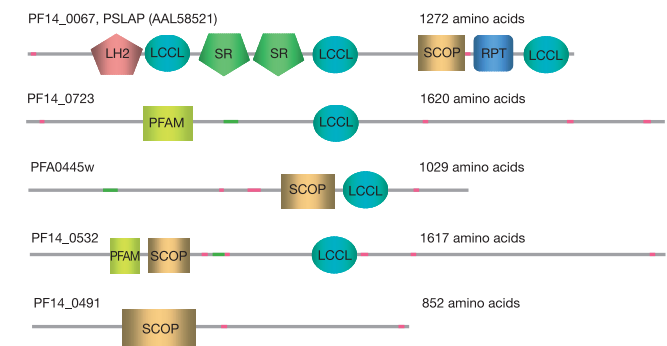 PF14_0067, PSLAP (AAL58521) 1272 amino acids
LH2 LCCL SR SR LCCL SCOP RPT LCCL
PF14_0723 1620 amino acids
PFAM LCCL
PFA0445w 1029 amino acids
SCOP LCCL
PF14_0532 1617 amino acids
PFAM SCOP LCCL
PF14_0491 852 amino acids
SCOP